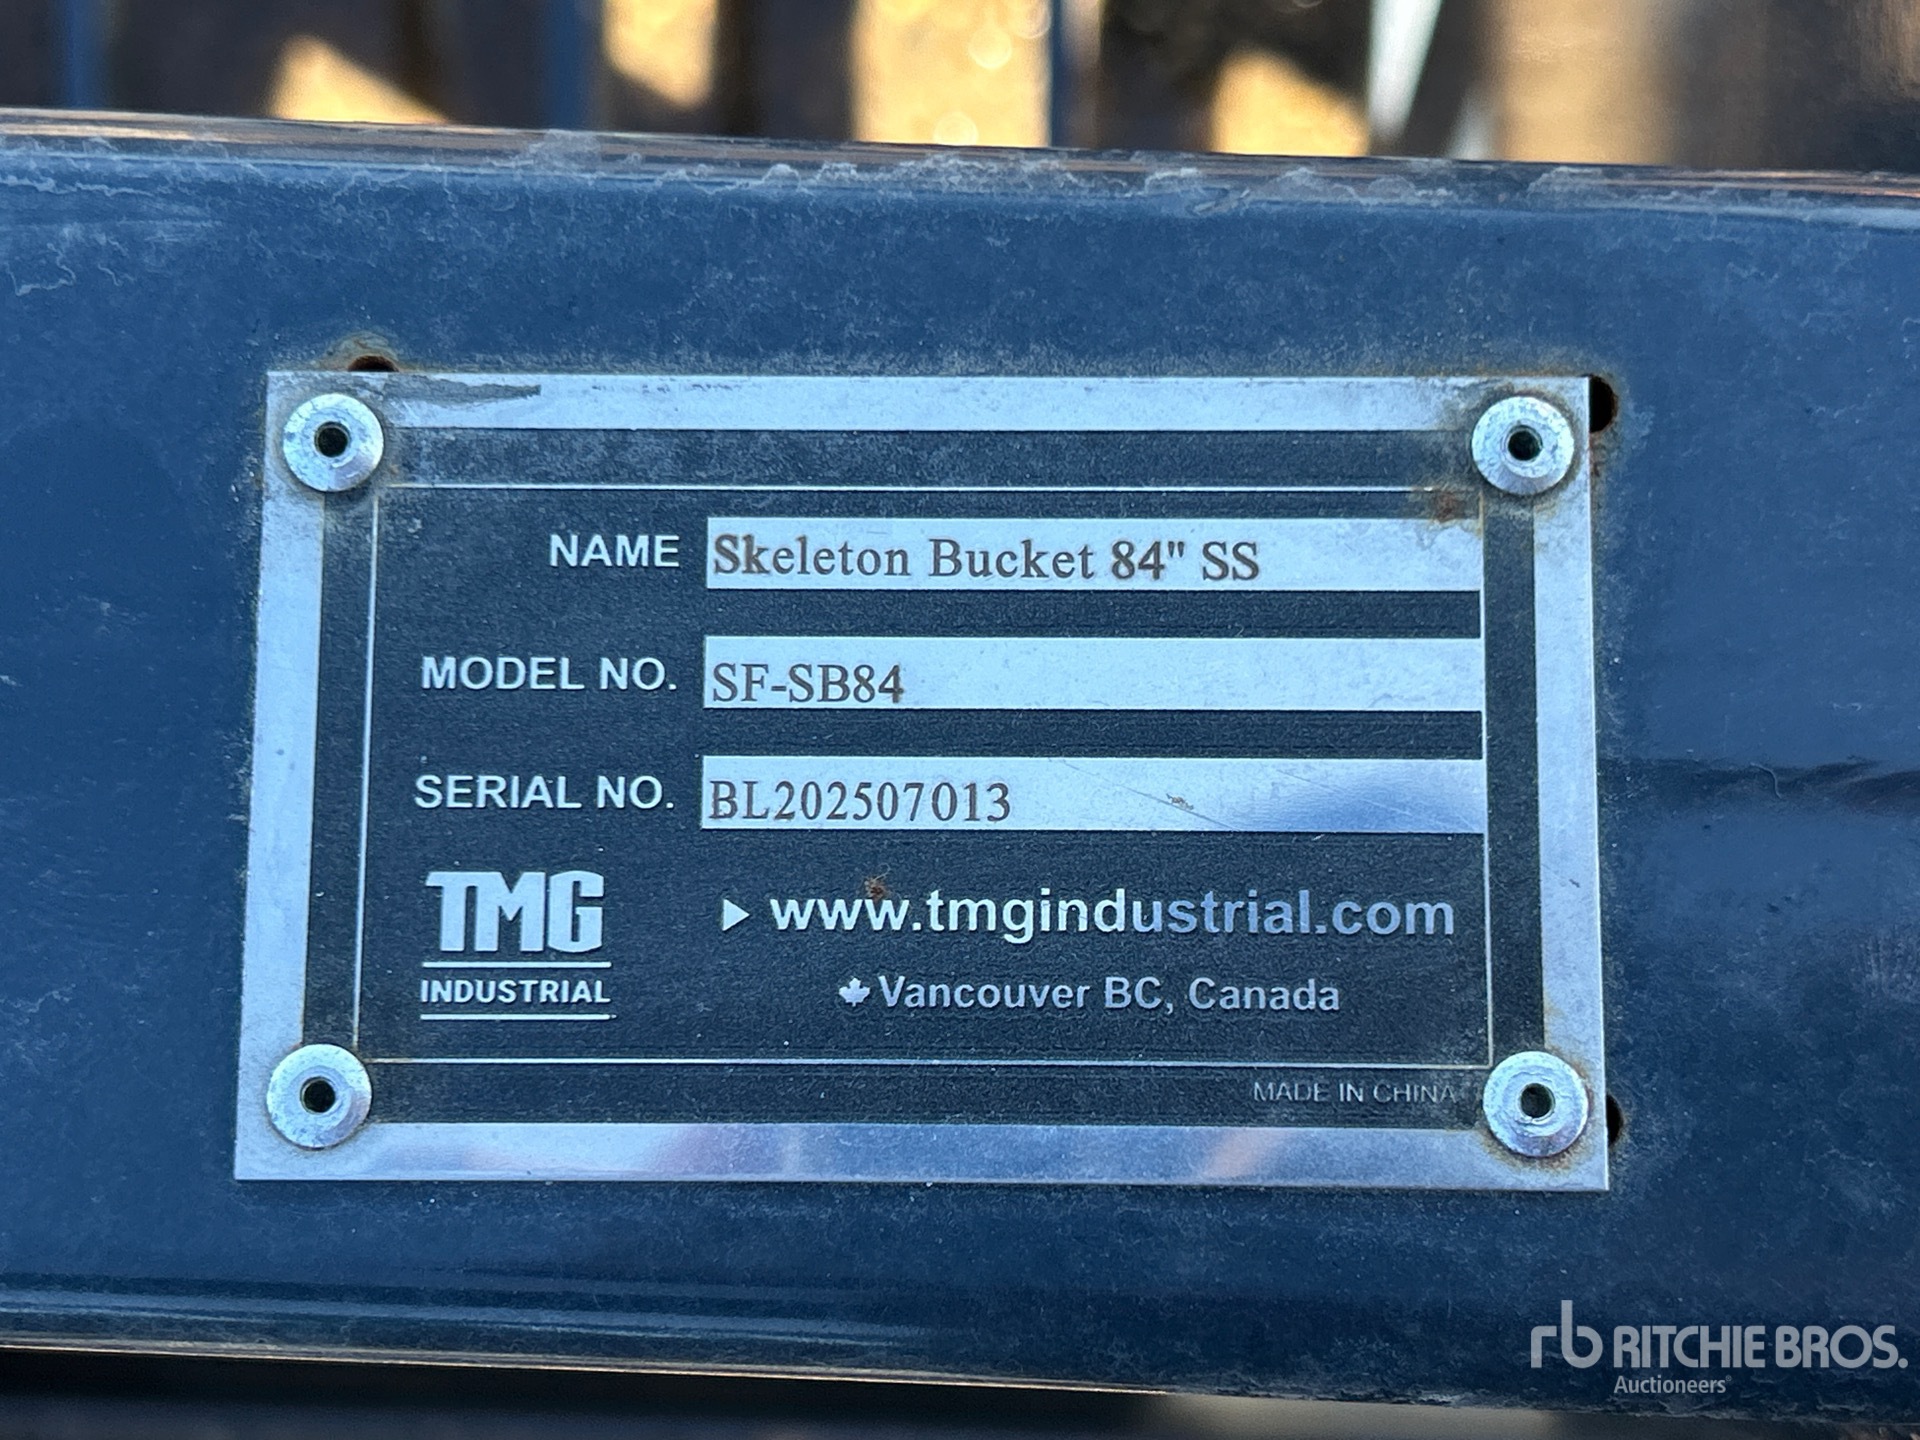 NAME Skeleton Bucket 84" SS
MODEL NO. SF-SB84
SERIAL NO. BL202507013
TMG
INDUSTRIAL
www.tmgindustrial.com
Vancouver BC, Canada
MADE IN CHINA
rb RITCHIE BROS.
Auctioneers